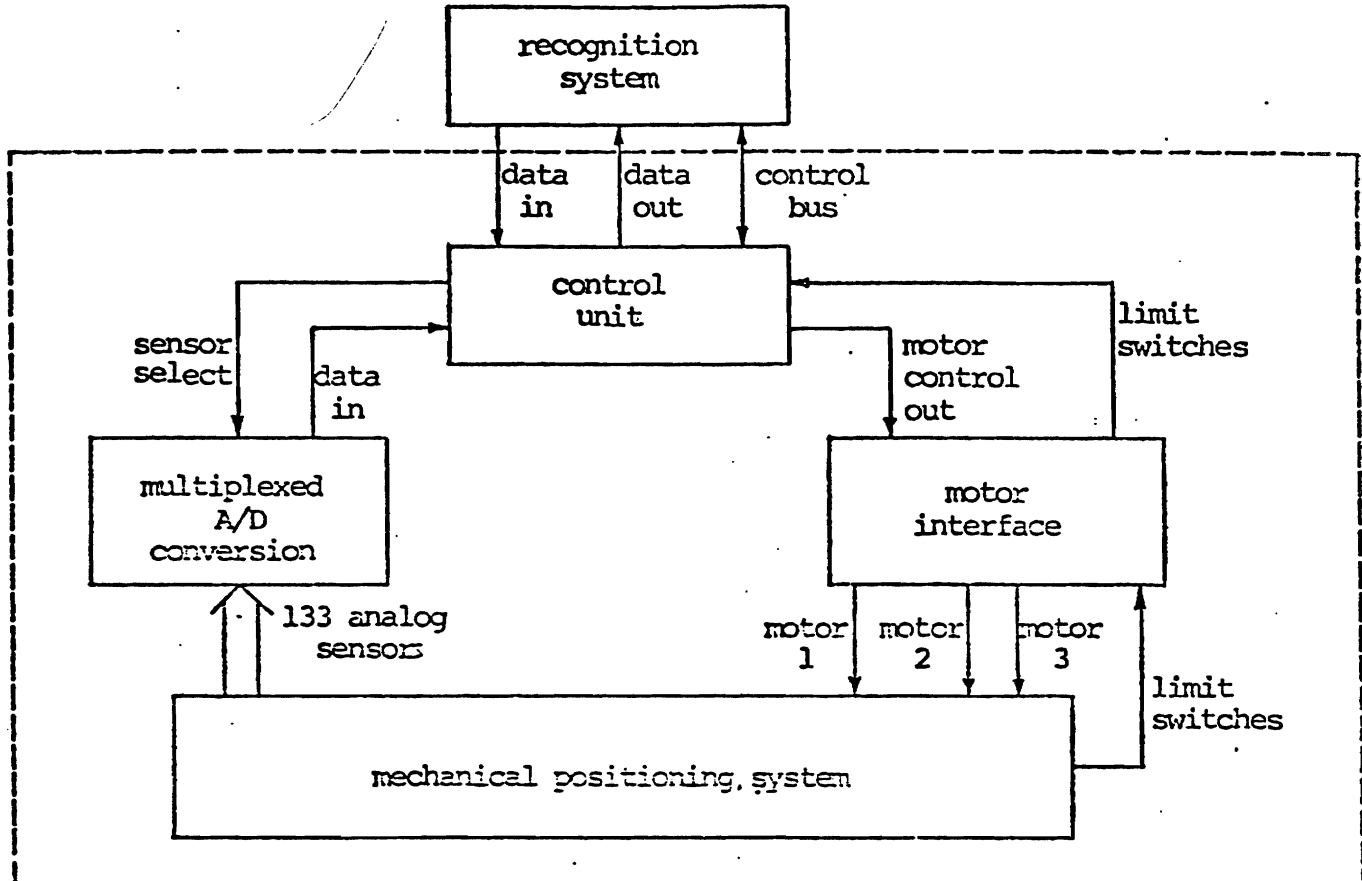 recognition
system
data
in
data
out
control
bus
control
unit
sensor
select
data
in
motor
control
out
limit
switches
multiplexed
A/D
conversion
motor
interface
133 analog
sensors
motor
1
motor
2
motor
3
limit
switches
mechanical positioning system